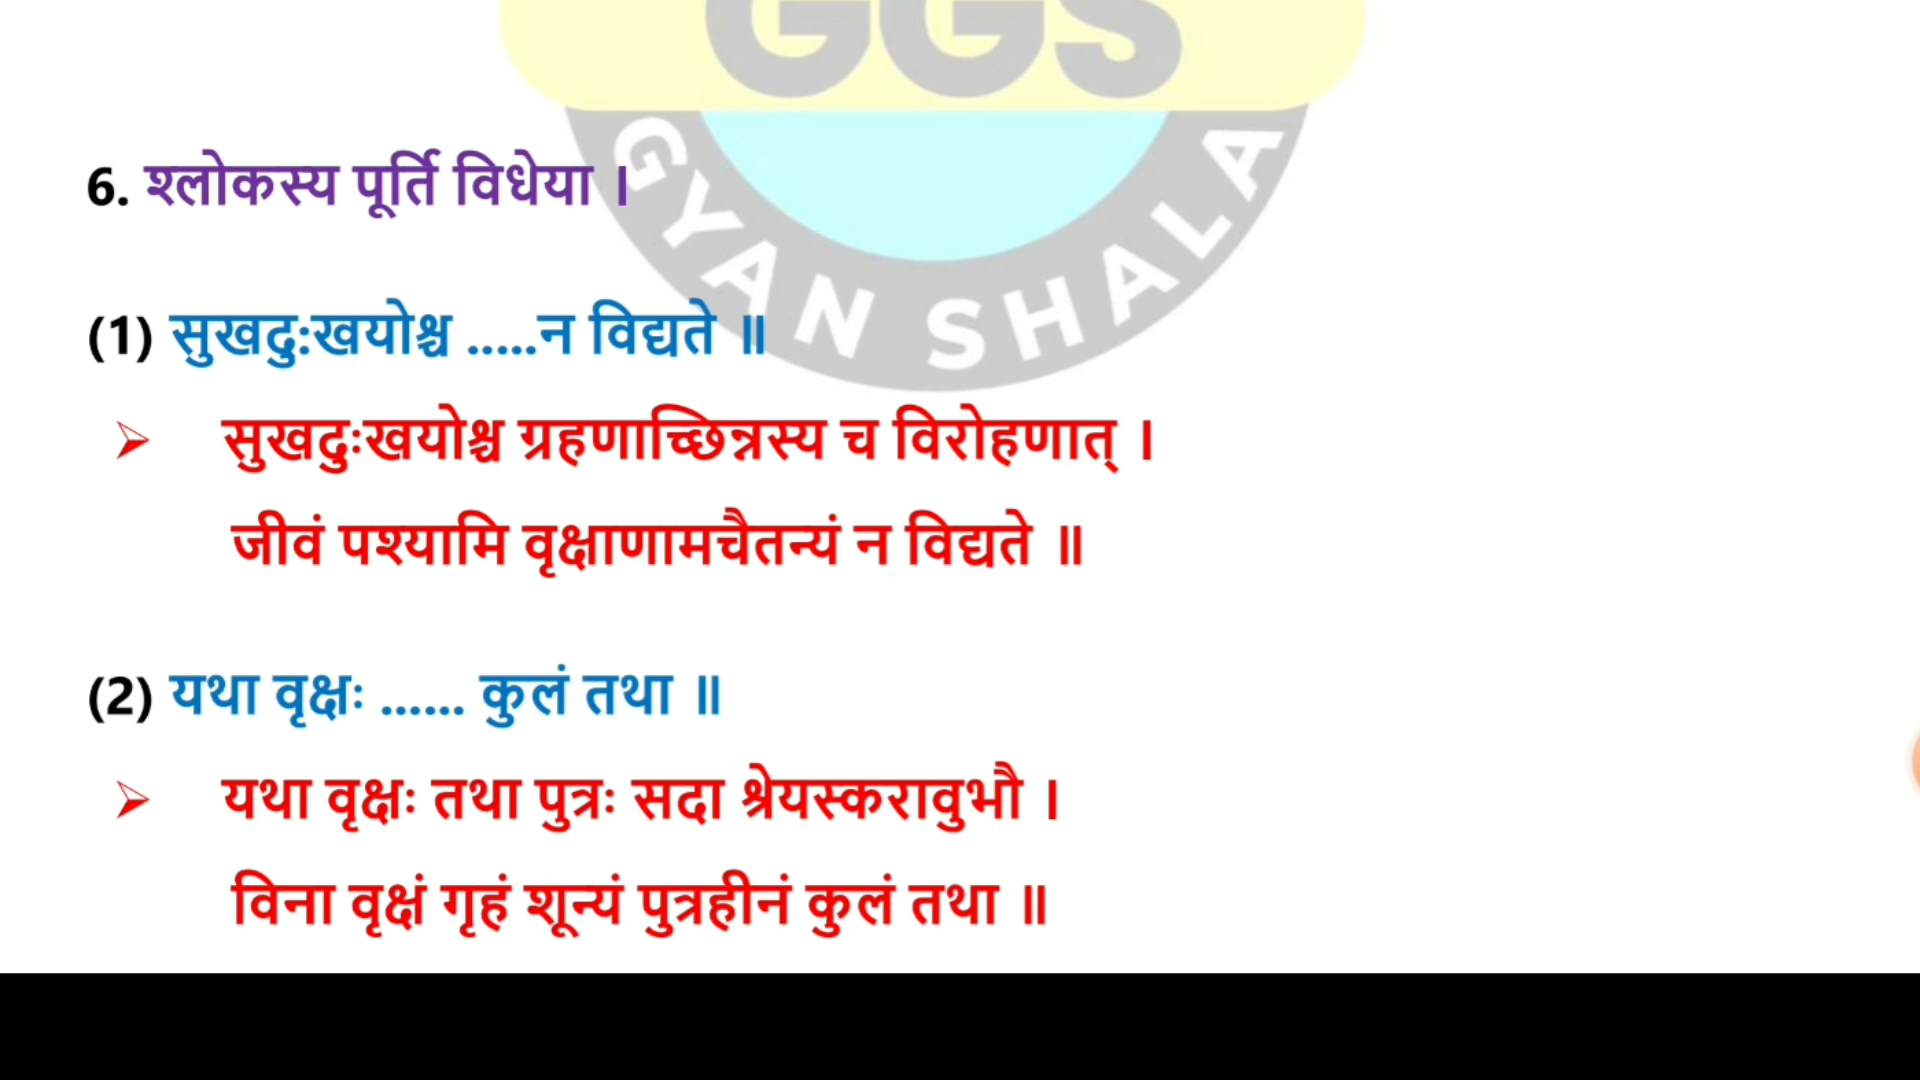 GGS
GYAN SHALA
6. श्लोकस्य पूर्ति विधेया ।
(1) सुखदु:खयोश्च .....न विद्यते ॥
➢ सुखदुःखयोश्च ग्रहणाच्छिन्नस्य च विरोहणात् ।
जीवं पश्यामि वृक्षाणामचैतन्यं न विद्यते ॥
(2) यथा वृक्षः ...... कुलं तथा ॥
➢ यथा वृक्षः तथा पुत्रः सदा श्रेयस्करावुभौ ।
विना वृक्षं गृहं शून्यं पुत्रहीनं कुलं तथा ॥